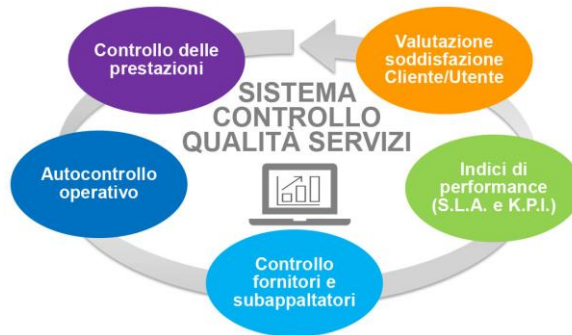 Controllo delle
prestazioni
Valutazione
soddisfazione
Cliente/Utente
SISTEMA
CONTROLLO
QUALITÀ SERVIZI
Autocontrollo
operativo
Indici di
performance
(S.L.A. e K.P.I.)
Controllo
fornitori e
subappaltatori